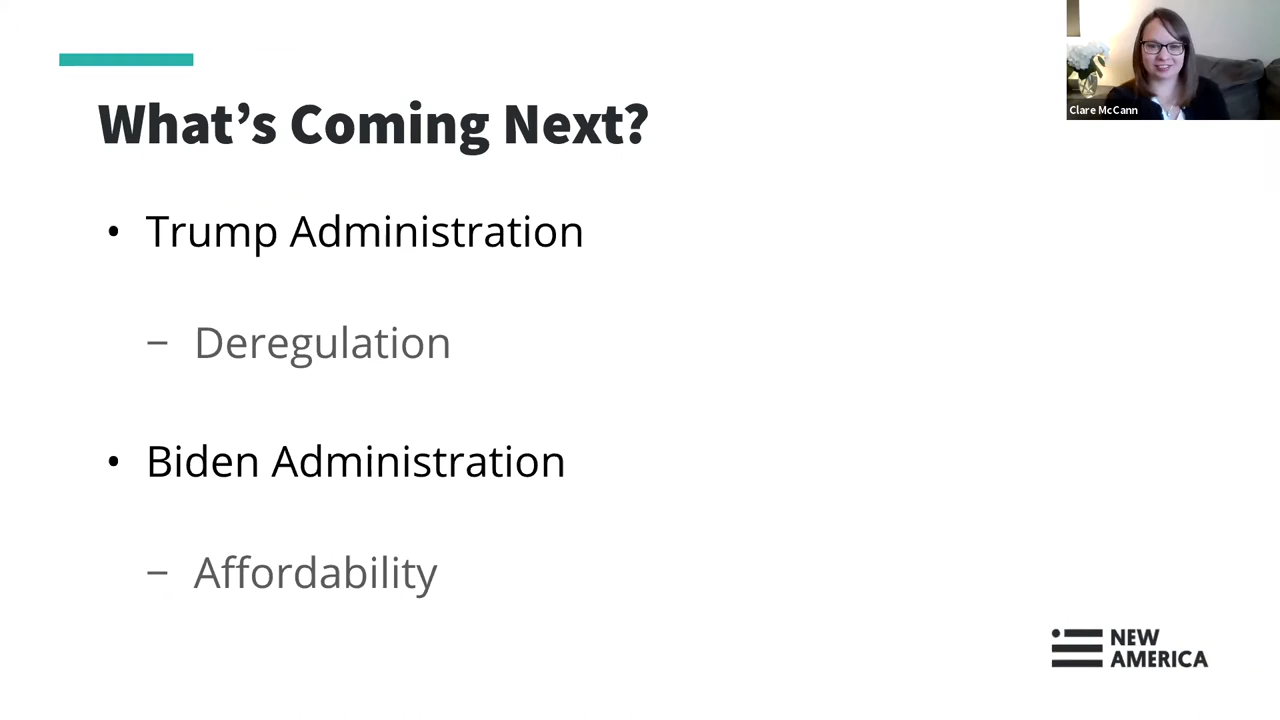 What's Coming Next?
Clare McCann
• Trump Administration
– Deregulation
• Biden Administration
– Affordability
NEW
AMERICA